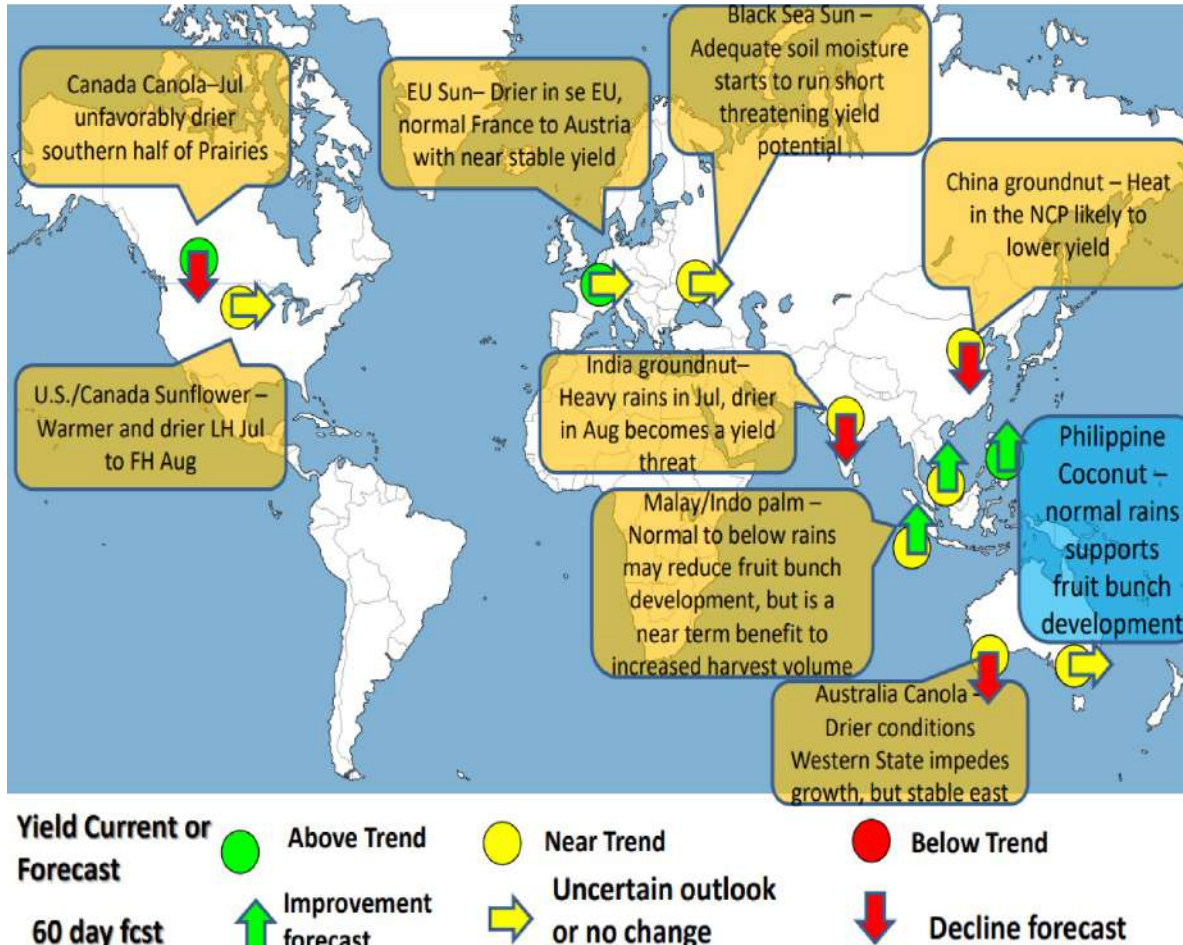 Canada Canola–Jul
unfavorably drier
southern half of Prairies
EU Sun– Drier in se EU,
normal France to Austria
with near stable yield
Black Sea Sun –
Adequate soil moisture
starts to run short
threatening yield
potential
China groundnut – Heat
in the NCP likely to
lower yield
U.S./Canada Sunflower –
Warmer and drier LH Jul
to FH Aug
India groundnut–
Heavy rains in Jul, drier
in Aug becomes a yield
threat
Malay/Indo palm –
Normal to below rains
may reduce fruit bunch
development, but is a
near term benefit to
increased harvest volume
Philippine
Coconut –
normal rains
supports
fruit bunch
development
Australia Canola –
Drier conditions
Western State impedes
growth, but stable east
Yield Current or
Forecast
Above Trend
Near Trend
Below Trend
60 day fcst
Improvement
forecast
Uncertain outlook
or no change
Decline forecast